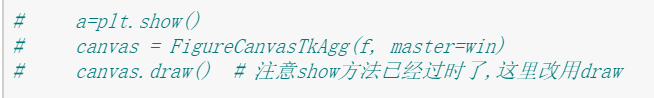 #     a=plt.show()
#     canvas = FigureCanvasTkAgg(f, master=win)
#     canvas.draw()  # 注意show方法已经过时了,这里改用draw